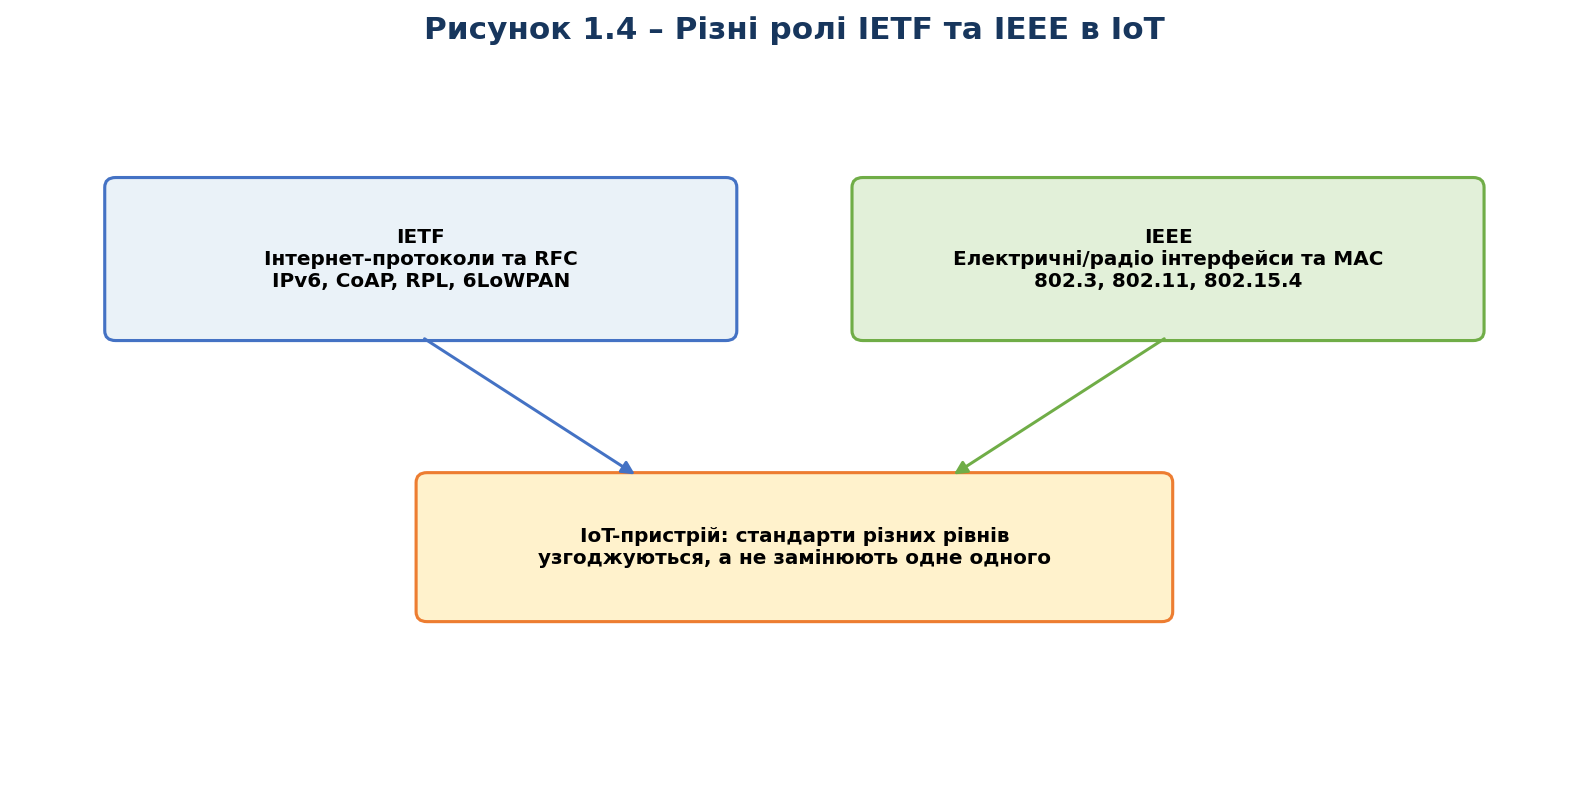 Рисунок 1.4 – Різні ролі IETF та IEEE в IoT
IETF
Інтернет-протоколи та RFC
IPv6, CoAP, RPL, 6LoWPAN
IEEE
Електричні/радіо інтерфейси та MAC
802.3, 802.11, 802.15.4
IoT-пристрій: стандарти різних рівнів
узгоджуються, а не замінюють одне одного